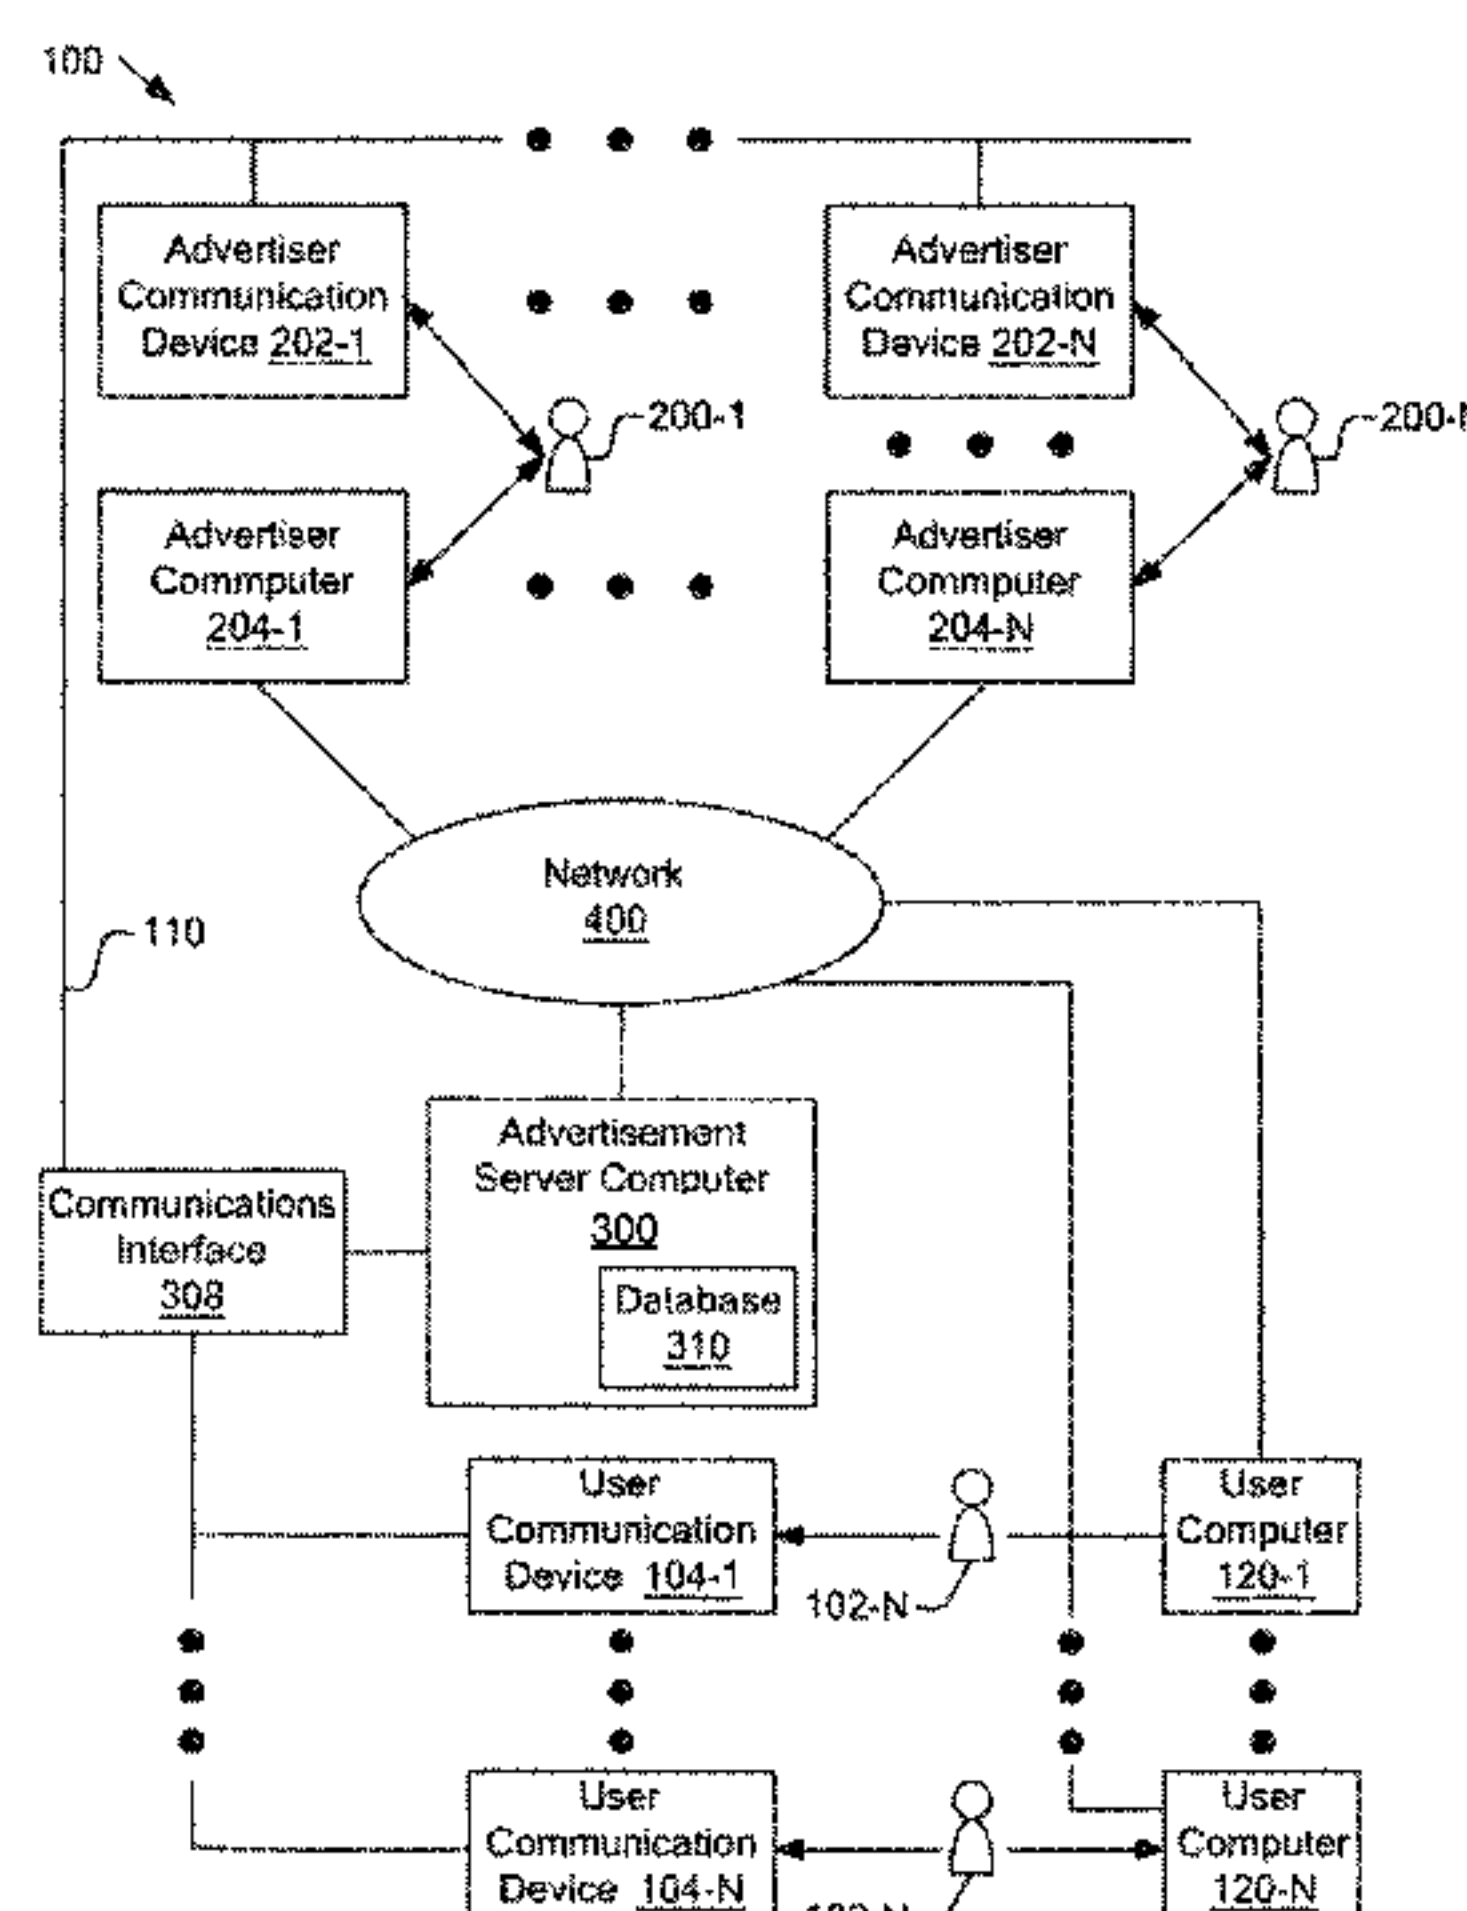 100
Advertiser
Communication
Device 202-1
Advertiser
Communication
Device 202-N
200-1
200-
Advertiser
Commputer
204-1
Advertiser
Commputer
204-N
Network
400
110
Advertisement
Server Computer
300
Communications
Interface
308
Database
310
User
Communication
Device 104-1
102-N
User
Computer
120-1
User
Communication
Device 104-N
User
Computer
120-N